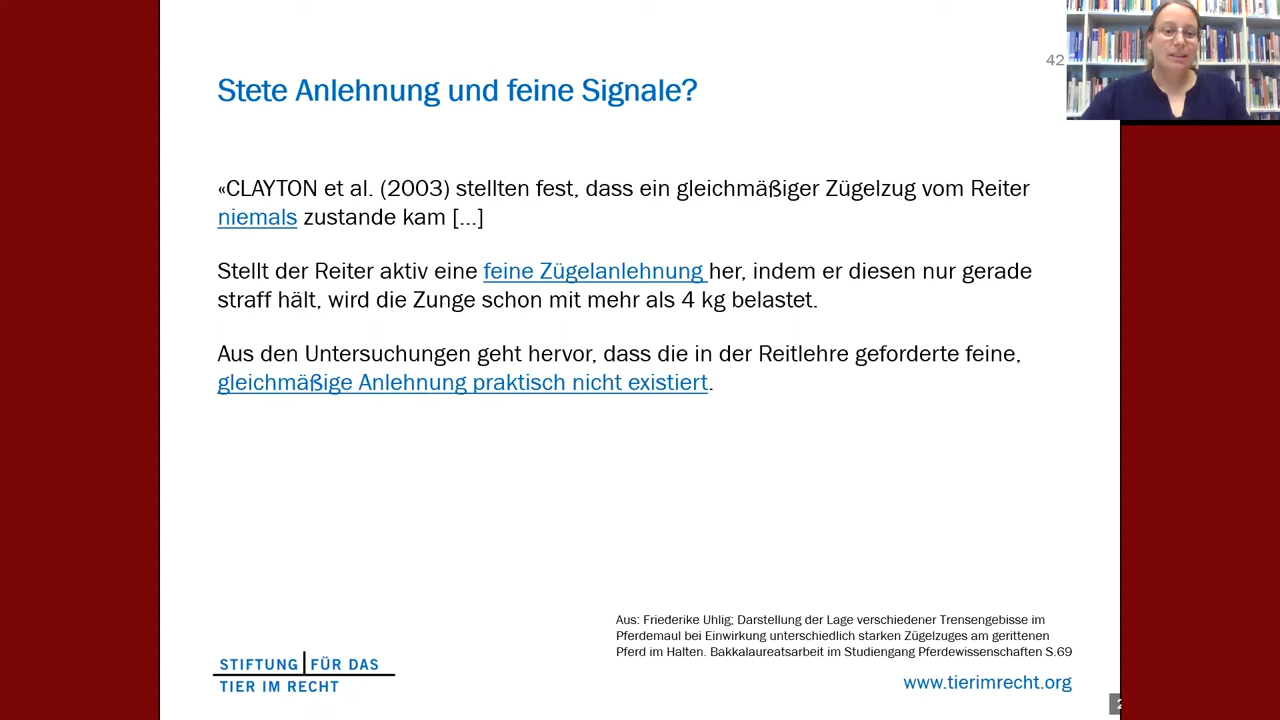 42
Stete Anlehnung und feine Signale?
«CLAYTON et al. (2003) stellten fest, dass ein gleichmäßiger Zügelzug vom Reiter
niemals zustande kam [...]
Stellt der Reiter aktiv eine feine Zügelanlehnung her, indem er diesen nur gerade
straff hält, wird die Zunge schon mit mehr als 4 kg belastet.
Aus den Untersuchungen geht hervor, dass die in der Reitlehre geforderte feine,
gleichmäßige Anlehnung praktisch nicht existiert.
Aus: Friederike Uhlig; Darstellung der Lage verschiedener Trensengebisse im
Pferdemaul bei Einwirkung unterschiedlich starken Zügelzuges am gerittenen
Pferd im Halten. Bakkalaureatsarbeit im Studiengang Pferdewissenschaften S.69
STIFTUNG FÜR DAS
TIER IM RECHT
www.tierimrecht.org